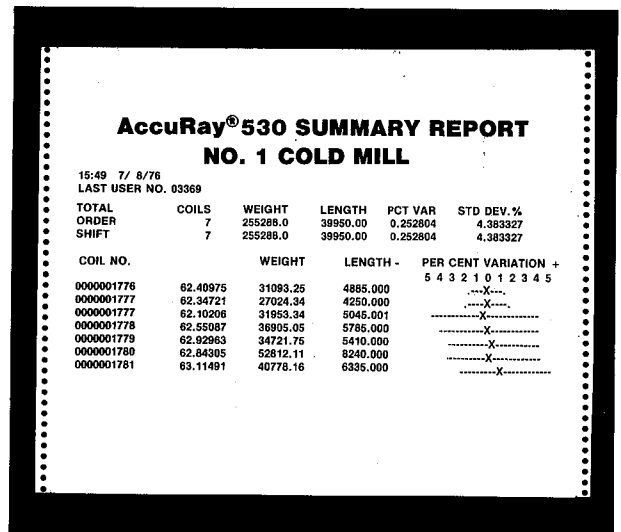 AccuRay® 530 SUMMARY REPORT
NO. 1 COLD MILL
15:49 7/ 8/76
LAST USER NO. 03369
TOTAL COILS WEIGHT LENGTH PCT VAR STD DEV.%
ORDER 7 255288.0 39950.00 0.252804 4.383327
SHIFT 7 255288.0 39950.00 0.252804 4.383327
COIL NO. WEIGHT LENGTH - PER CENT VARIATION +
5 4 3 2 1 0 1 2 3 4 5
0000001776 62.40975 31093.25 4885.000 .---X---.
0000001777 62.34721 27024.34 4250.000 .----X----.
0000001777 62.10206 31953.34 5045.001 -----------X-----------
0000001778 62.55087 36905.05 5785.000 ---------X-----------
0000001779 62.92963 34721.75 5410.000 ----------X-----------
0000001780 62.84305 52812.11 8240.000 ---------X-----------
0000001781 63.11491 40778.16 6335.000 ---------X-----------